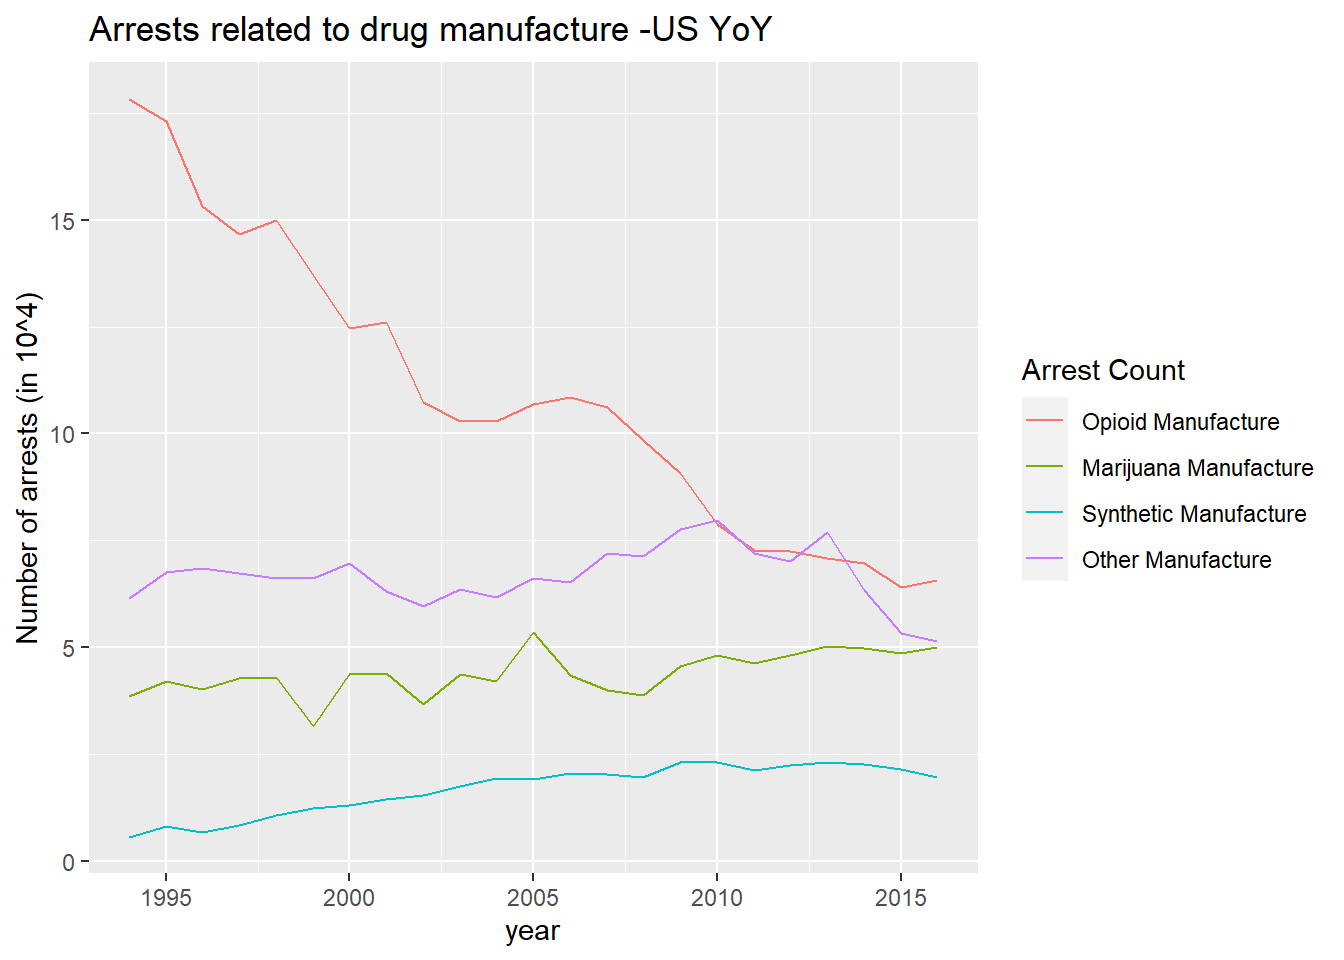 Arrests related to drug manufacture -US YoY
Number of arrests (in 10^4)
15
10
5
0
1995 2000 2005 2010 2015
year
Arrest Count
Opioid Manufacture
Marijuana Manufacture
Synthetic Manufacture
Other Manufacture